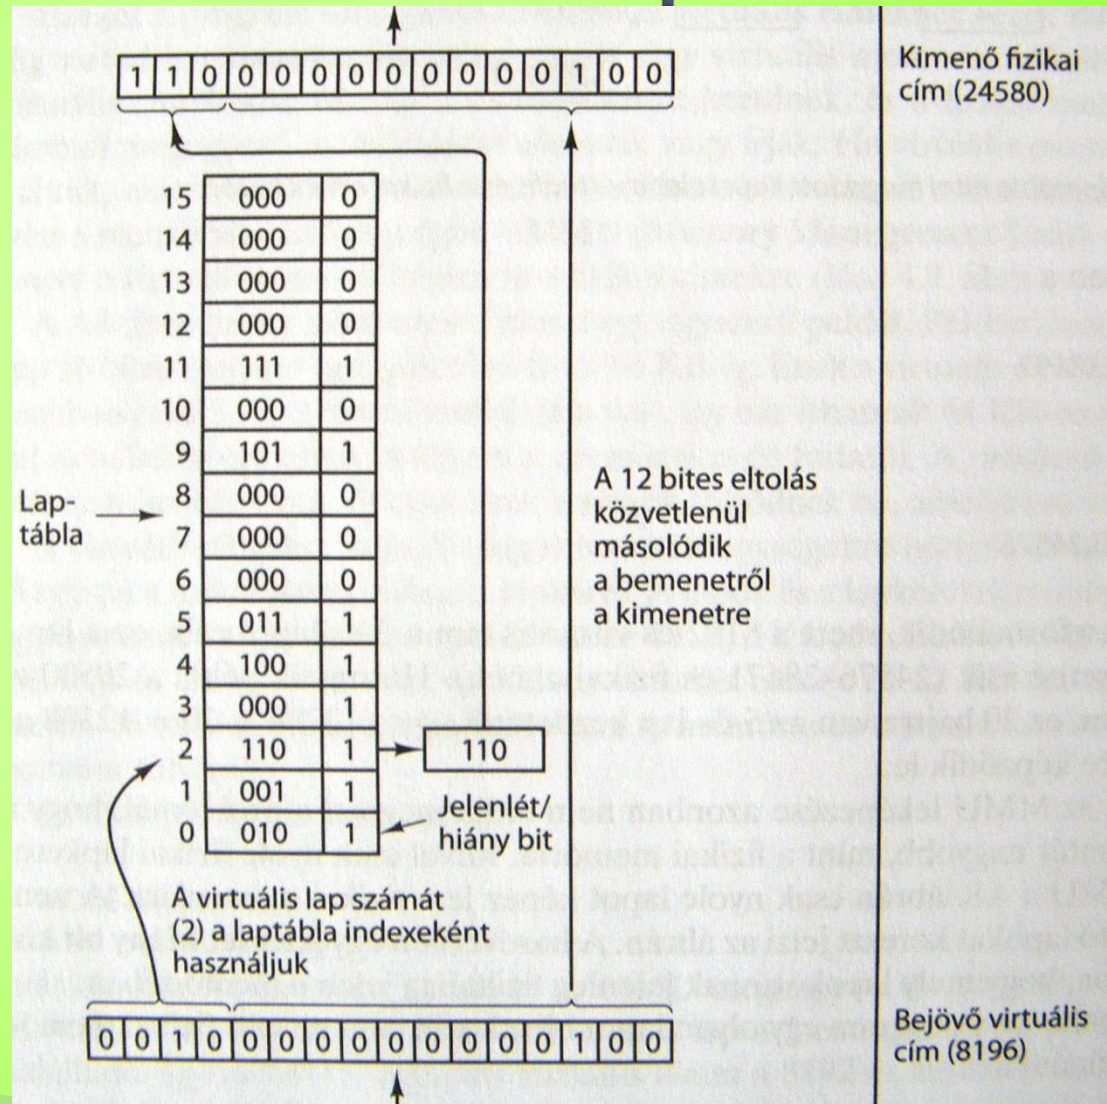 1 1 0 0 0 0 0 0 0 0 0 0 1 0 0
Kimenő fizikai
cím (24580)
15 000 0
14 000 0
13 000 0
12 000 0
11 111 1
10 000 0
9 101 1
8 000 0
7 000 0
6 000 0
5 011 1
4 100 1
3 000 1
2 110 1 110
1 001 1
0 010 1
Lap-
tábla
A 12 bites eltolás
közvetlenül
másolódik
a bemenetről
a kimenetre
Jelenlét/
hiány bit
A virtuális lap számát
(2) a laptábla indexeként
használjuk
0 0 1 0 0 0 0 0 0 0 0 0 0 1 0 0
Bejövő virtuális
cím (8196)